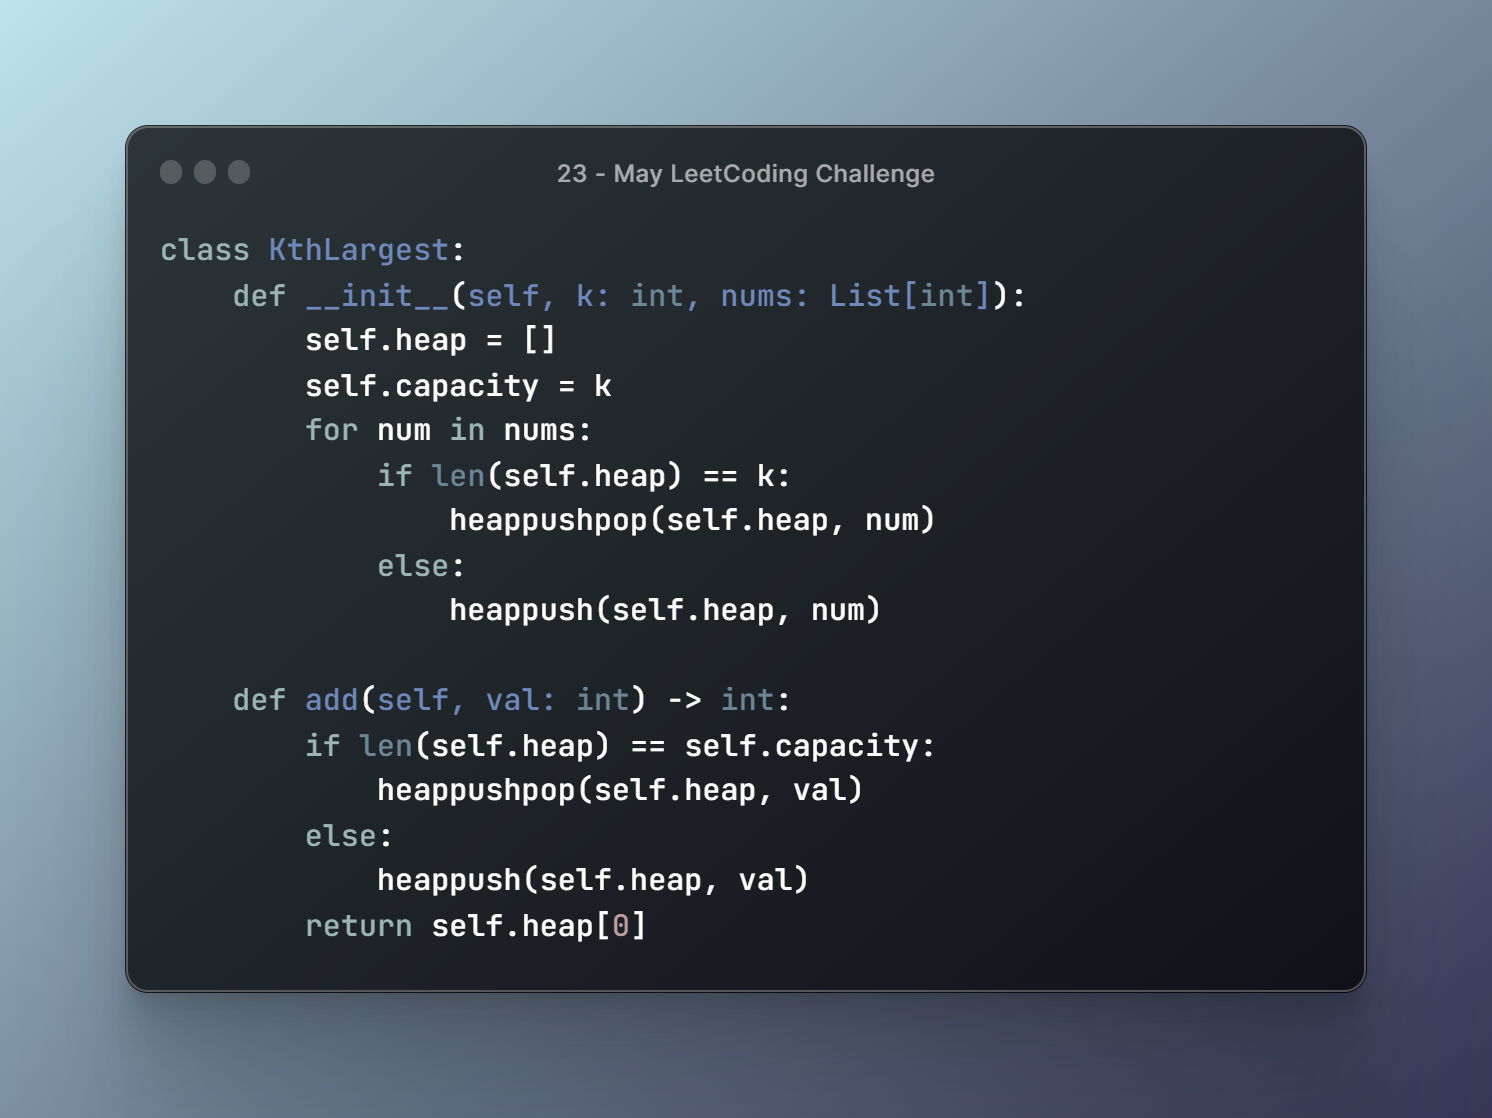 23 - May LeetCoding Challenge
class KthLargest:
    def __init__(self, k: int, nums: List[int]):
        self.heap = []
        self.capacity = k
        for num in nums:
            if len(self.heap) == k:
                heappushpop(self.heap, num)
            else:
                heappush(self.heap, num)

    def add(self, val: int) -> int:
        if len(self.heap) == self.capacity:
            heappushpop(self.heap, val)
        else:
            heappush(self.heap, val)
        return self.heap[0]